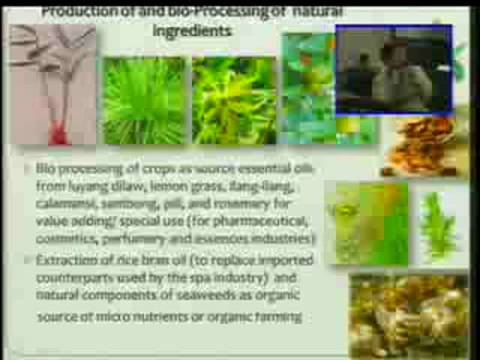 Production of and bio-Processing of natural
ingredients
Bio processing of crops as source essential oils
from luyang dilaw, lemon grass, ilang-ilang,
calamansi, sambong, pili, and rosemary for
value adding/ special use (for pharmaceutical,
cosmetics, perfumery and essences industries)
Extraction of rice bran oil (to replace imported
counterparts used by the spa industry) and
natural components of seaweeds as organic
source of micro nutrients or organic farming